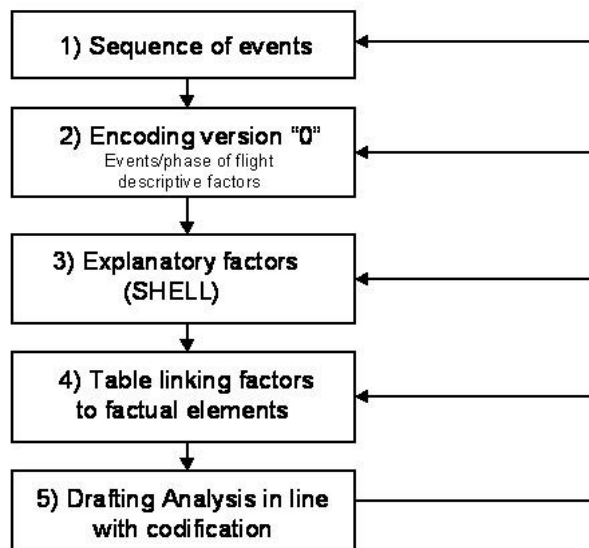 1) Sequence of events
2) Encoding version "0"
Events/phase of flight
descriptive factors
3) Explanatory factors
(SHELL)
4) Table linking factors
to factual elements
5) Drafting Analysis in line
with codification